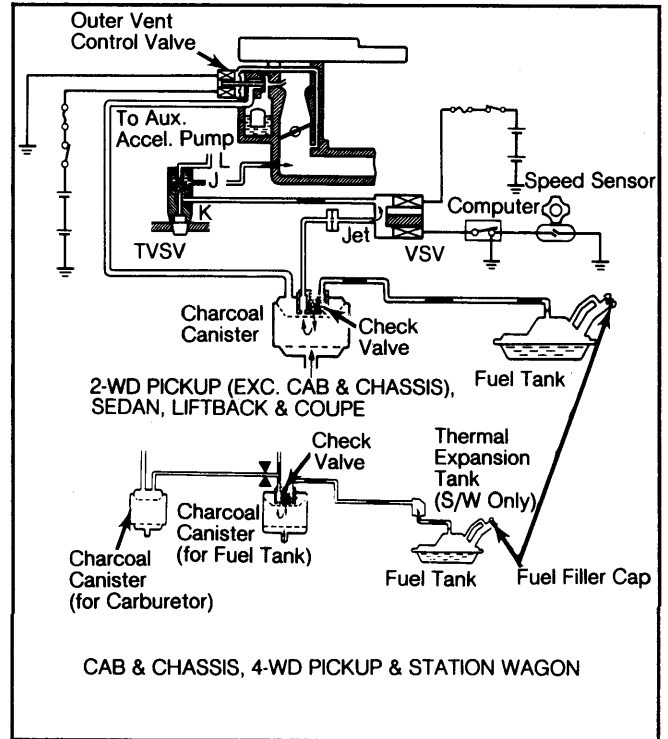 Outer Vent
Control Valve
To Aux.
Accel. Pump
L
J
K
TVSV
Jet
VSV
Computer
Speed Sensor
Charcoal
Canister
Check
Valve
Fuel Tank
2-WD PICKUP (EXC. CAB & CHASSIS),
SEDAN, LIFTBACK & COUPE
Check
Valve
Thermal
Expansion
Tank
(S/W Only)
Charcoal
Canister
(for Fuel Tank)
Charcoal
Canister
(for Carburetor)
Fuel Tank
Fuel Filler Cap
CAB & CHASSIS, 4-WD PICKUP & STATION WAGON